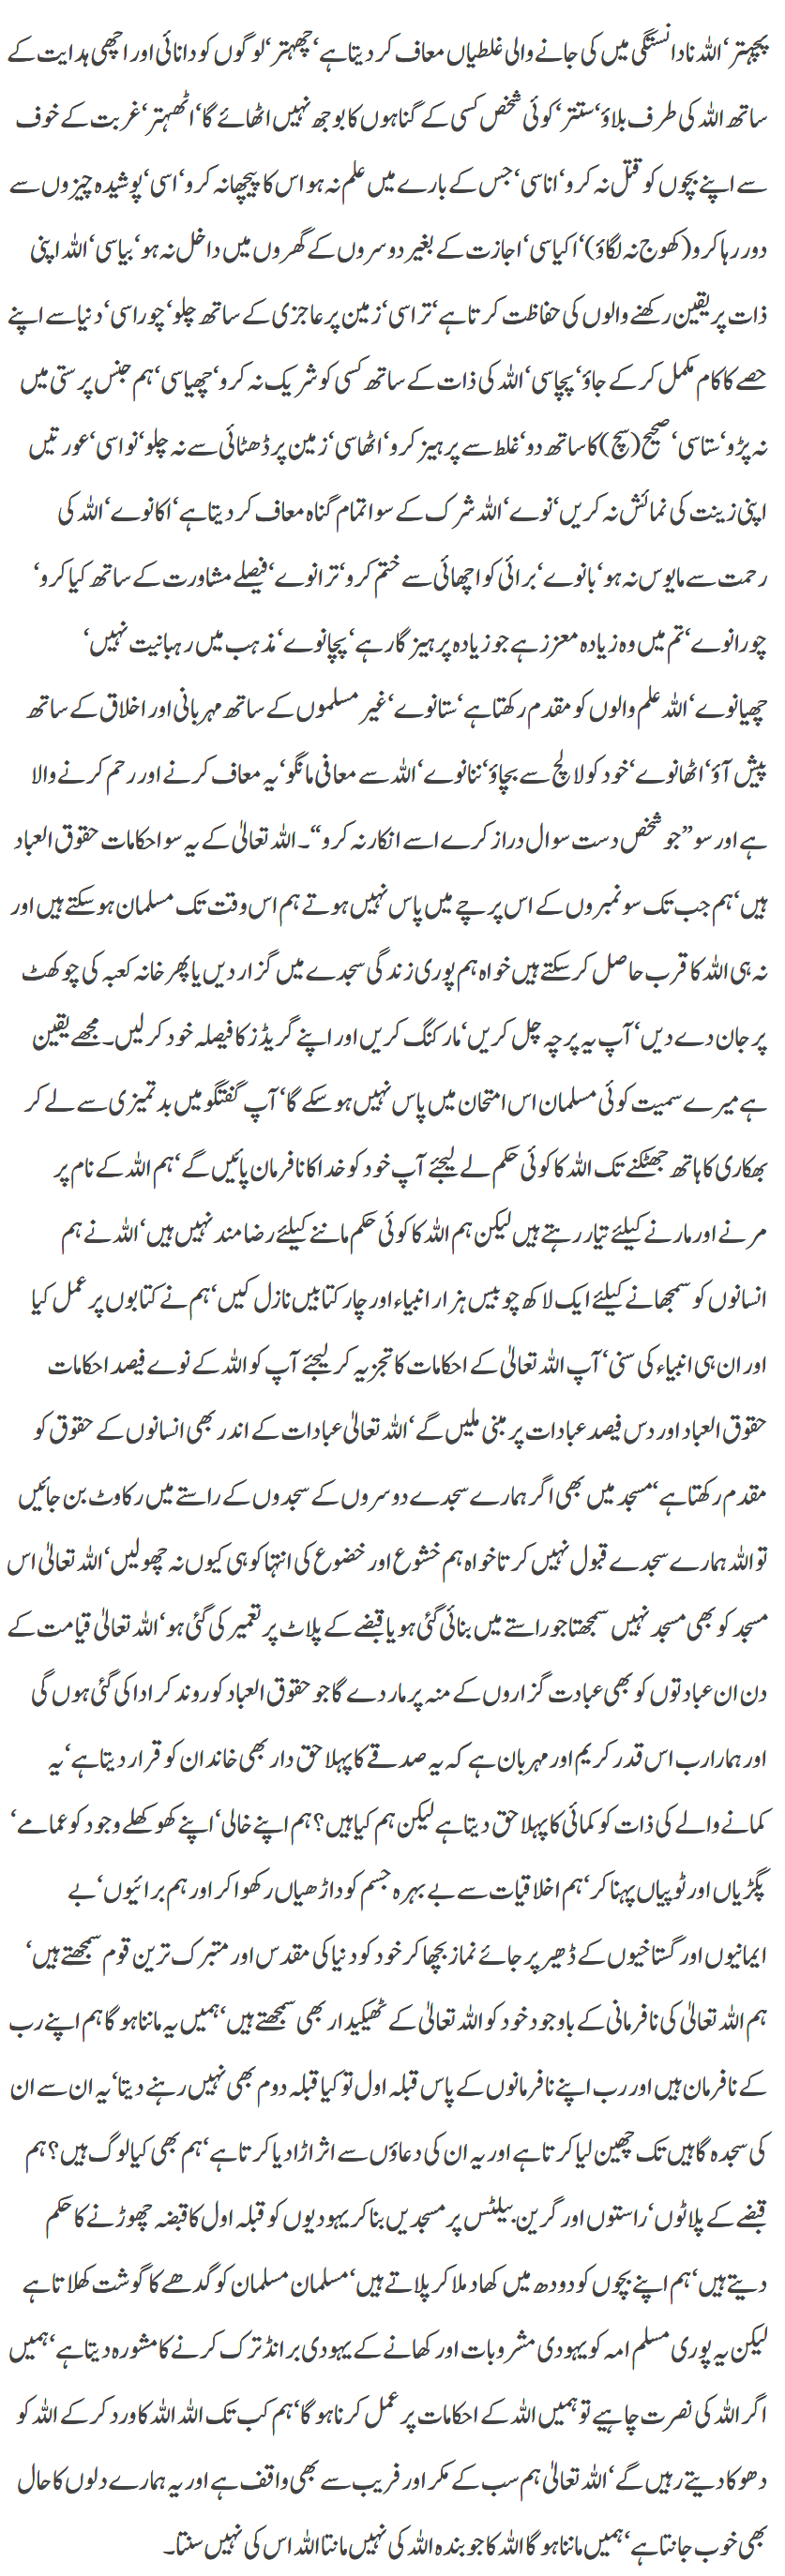 پچہتر‘ اللہ نادانستگی میں کی جانے والی غلطیاں معاف کر دیتا ہے‘ چھہتر‘ لوگوں کو دانائی اور اچھی ہدایت کے
ساتھ اللہ کی طرف بلاؤ‘ ستتر‘ کوئی شخص کسی کے گناہوں کا بوجھ نہیں اٹھائے گا‘ اٹھہتر‘ غربت کے خوف
سے اپنے بچوں کو قتل نہ کرو‘ اناسی‘ جس کے بارے میں علم نہ ہو اس کا پیچھا نہ کرو‘ اسی‘ پوشیدہ چیزوں سے
دور رہا کرو (کھوج نہ لگاؤ)‘ اکیاسی‘ اجازت کے بغیر دوسروں کے گھروں میں داخل نہ ہو‘ بیاسی‘ اللہ اپنی
ذات پر یقین رکھنے والوں کی حفاظت کرتا ہے‘ تراسی‘ زمین پر عاجزی کے ساتھ چلو‘ چوراسی‘ دنیا سے اپنے
حصے کا کام مکمل کر کے جاؤ‘ پچاسی‘ اللہ کی ذات کے ساتھ کسی کو شریک نہ کرو‘ چھیاسی‘ ہم جنس پرستی میں
نہ پڑو‘ ستاسی‘ صحیح (سچ) کا ساتھ دو‘ غلط سے پرہیز کرو‘ اٹھاسی‘ زمین پر ڈھٹائی سے نہ چلو‘ نواسی‘ عورتیں
اپنی زینت کی نمائش نہ کریں‘ نوے‘ اللہ شرک کے سوا تمام گناہ معاف کر دیتا ہے‘ اکانوے‘ اللہ کی
رحمت سے مایوس نہ ہو‘ بانوے‘ برائی کو اچھائی سے ختم کرو‘ ترانوے‘ فیصلے مشاورت کے ساتھ کیا کرو‘
چورانوے‘ تم میں وہ زیادہ معزز ہے جو زیادہ پرہیز گار ہے‘ پچانوے‘ مذہب میں رہبانیت نہیں‘
چھیانوے‘ اللہ علم والوں کو مقدم رکھتا ہے‘ ستانوے‘ غیر مسلموں کے ساتھ مہربانی اور اخلاق کے ساتھ
پیش آؤ‘ اٹھانوے‘ خود کو لالچ سے بچاؤ‘ ننانوے‘ اللہ سے معافی مانگو‘ یہ معاف کرنے اور رحم کرنے والا
ہے اور سو ”جو شخص دست سوال دراز کرے اسے انکار نہ کرو“۔ اللہ تعالیٰ کے یہ سو احکامات حقوق العباد
ہیں‘ ہم جب تک سو نمبروں کے اس پرچے میں پاس نہیں ہوتے ہم اس وقت تک مسلمان ہو سکتے ہیں اور
نہ ہی اللہ کا قرب حاصل کر سکتے ہیں خواہ ہم پوری زندگی سجدے میں گزار دیں یا پھر خانہ کعبہ کی چوکھٹ
پر جان دے دیں‘ آپ یہ پرچہ حل کریں‘ مارکنگ کریں اور اپنے گریڈز کا فیصلہ خود کر لیں۔ مجھے یقین
ہے میرے سمیت کوئی مسلمان اس امتحان میں پاس نہیں ہو سکے گا‘ آپ گفتگو میں بدتمیزی سے لے کر
بھکاری کا ہاتھ جھٹکنے تک اللہ کا کوئی حکم لے لیجئے آپ خود کو خدا کا نافرمان پائیں گے‘ ہم اللہ کے نام پر
مرنے اور مارنے کیلئے تیار رہتے ہیں لیکن ہم اللہ کا کوئی حکم ماننے کیلئے رضا مند نہیں ہیں‘ اللہ نے ہم
انسانوں کو سمجھانے کیلئے ایک لاکھ چوبیس ہزار انبیاء اور چار کتابیں نازل کیں‘ ہم نے کتابوں پر عمل کیا
اور ان ہی انبیاء کی سنی‘ آپ اللہ تعالیٰ کے احکامات کا تجزیہ کر لیجئے آپ کو اللہ کے نوے فیصد احکامات
حقوق العباد اور دس فیصد عبادات پر مبنی ملیں گے‘ اللہ تعالیٰ عبادات کے اندر بھی انسانوں کے حقوق کو
مقدم رکھتا ہے‘ مسجد میں بھی اگر ہمارے سجدے دوسروں کے سجدوں کے راستے میں رکاوٹ بن جائیں
تو اللہ ہمارے سجدے قبول نہیں کرتا خواہ ہم خشوع اور خضوع کی انتہا کو ہی کیوں نہ چھو لیں‘ اللہ تعالیٰ اس
مسجد کو بھی مسجد نہیں سمجھتا جو راستے میں بنائی گئی ہو یا قبضے کے پلاٹ پر تعمیر کی گئی ہو‘ اللہ تعالیٰ قیامت کے
دن ان عبادتوں کو بھی عبادت گزاروں کے منہ پر مار دے گا جو حقوق العباد کو روند کر ادا کی گئی ہوں گی
اور ہمارا رب اس قدر کریم اور مہربان ہے کہ یہ صدقے کا پہلا حق دار بھی خاندان کو قرار دیتا ہے‘ یہ
کمانے والے کی ذات کو کمائی کا پہلا حق دیتا ہے لیکن ہم کیا ہیں؟ ہم اپنے خالی‘ اپنے کھوکھلے وجود کو عمامے‘
پگڑیاں اور ٹوپیاں پہنا کر‘ ہم اخلاقیات سے بے بہرہ جسم کو داڑھیاں رکھوا کر اور ہم برائیوں‘ بے
ایمانیوں اور گستاخیوں کے ڈھیر پر جائے نماز بچھا کر خود کو دنیا کی مقدس اور متبرک ترین قوم سمجھتے ہیں‘
ہم اللہ تعالیٰ کی نافرمانی کے باوجود خود کو اللہ تعالیٰ کے ٹھیکیدار بھی سمجھتے ہیں‘ ہمیں یہ ماننا ہو گا ہم اپنے رب
کے نافرمان ہیں اور رب اپنے نافرمانوں کے پاس قبلہ اول تو کیا قبلہ دوم بھی نہیں رہنے دیتا‘ یہ ان سے ان
کی سجدہ گاہیں تک چھین لیا کرتا ہے اور یہ ان کی دعاؤں سے اثر اڑا دیا کرتا ہے‘ ہم بھی کیا لوگ ہیں؟ ہم
قبضے کے پلاٹوں‘ راستوں اور گرین بیلٹس پر مسجدیں بنا کر یہودیوں کو قبلہ اول کا قبضہ چھوڑنے کا حکم
دیتے ہیں‘ ہم اپنے بچوں کو دودھ میں کھاد ملا کر پلاتے ہیں‘ مسلمان مسلمان کو گدھے کا گوشت کھلاتا ہے
لیکن یہ پوری مسلم امہ کو یہودی مشروبات اور کھانے کے یہودی برانڈ ترک کرنے کا مشورہ دیتا ہے‘ ہمیں
اگر اللہ کی نصرت چاہیے تو ہمیں اللہ کے احکامات پر عمل کرنا ہو گا‘ ہم کب تک اللہ اللہ کا ورد کر کے اللہ کو
دھوکا دیتے رہیں گے‘ اللہ تعالیٰ ہم سب کے مکر اور فریب سے بھی واقف ہے اور یہ ہمارے دلوں کا حال
بھی خوب جانتا ہے‘ ہمیں ماننا ہو گا اللہ کا جو بندہ اللہ کی نہیں مانتا اللہ اس کی نہیں سنتا۔